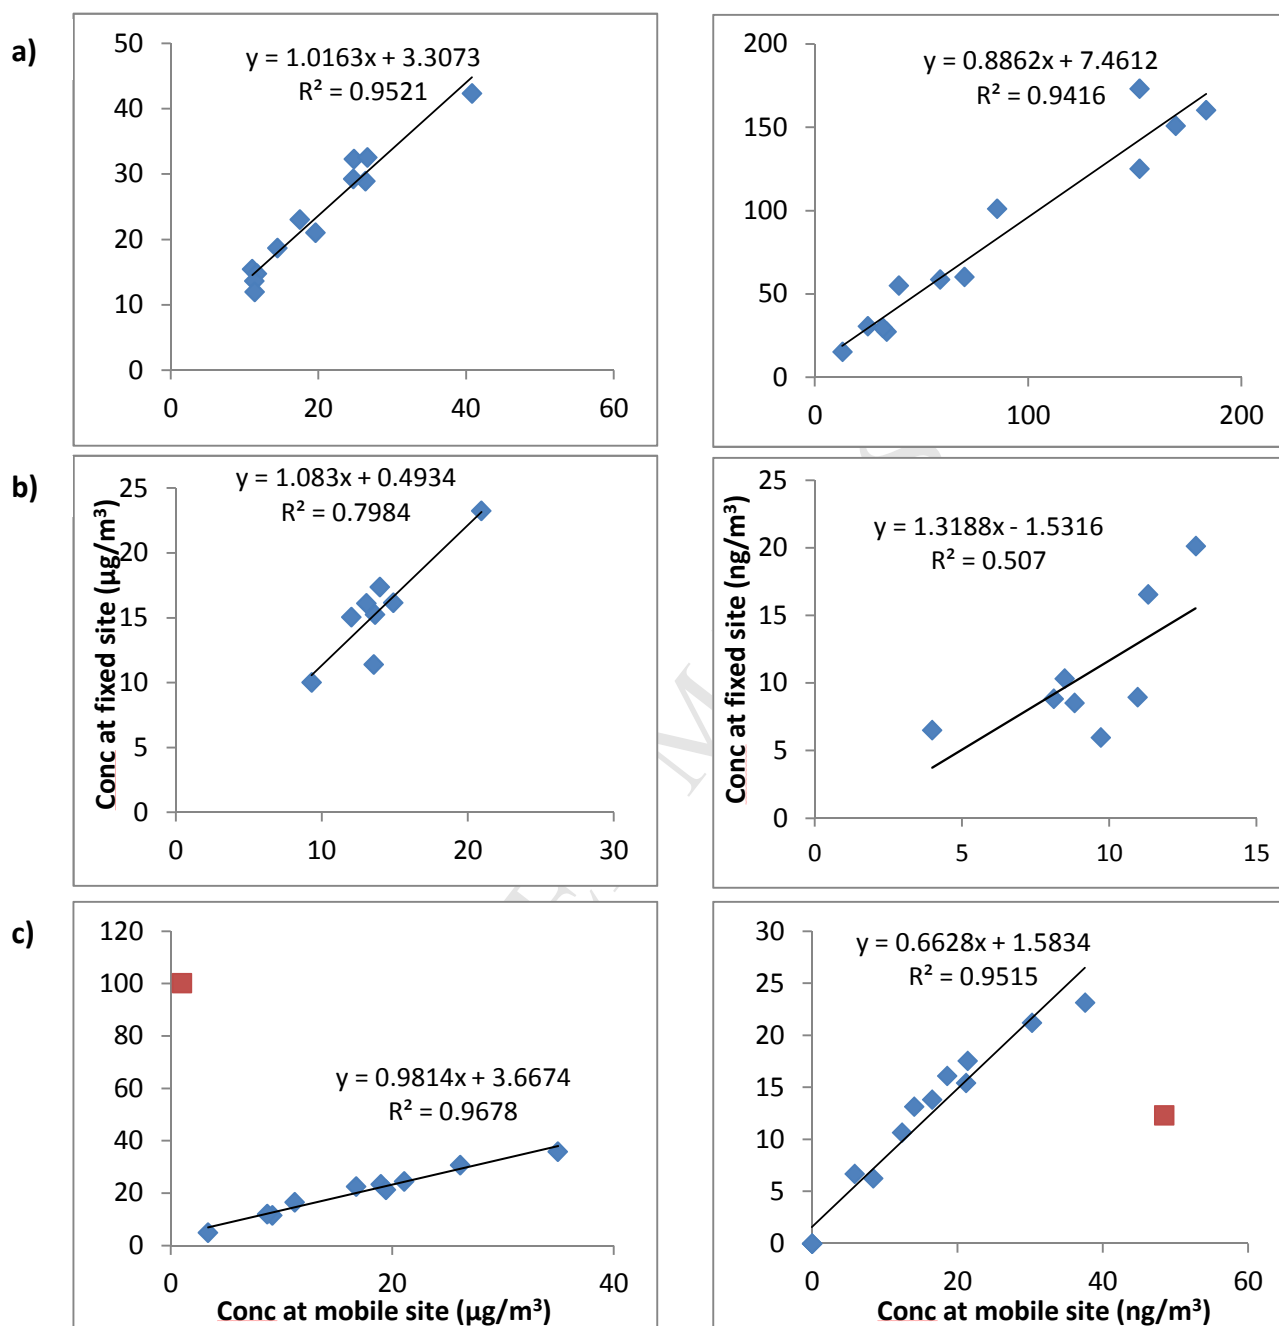 a)
50
40
30
20
10
0
0 20 40 60
y = 1.0163x + 3.3073
R² = 0.9521
200
150
100
50
0
0 100 200
y = 0.8862x + 7.4612
R² = 0.9416
b)
Conc at fixed site (µg/m³)
25
20
15
10
5
0
0 10 20 30
y = 1.083x + 0.4934
R² = 0.7984
Conc at fixed site (ng/m³)
25
20
15
10
5
0
0 5 10 15
y = 1.3188x - 1.5316
R² = 0.507
c)
120
100
80
60
40
20
0
0 20 40
y = 0.9814x + 3.6674
R² = 0.9678
Conc at mobile site (µg/m³)
30
25
20
15
10
5
0
0 20 40 60
y = 0.6628x + 1.5834
R² = 0.9515
Conc at mobile site (ng/m³)